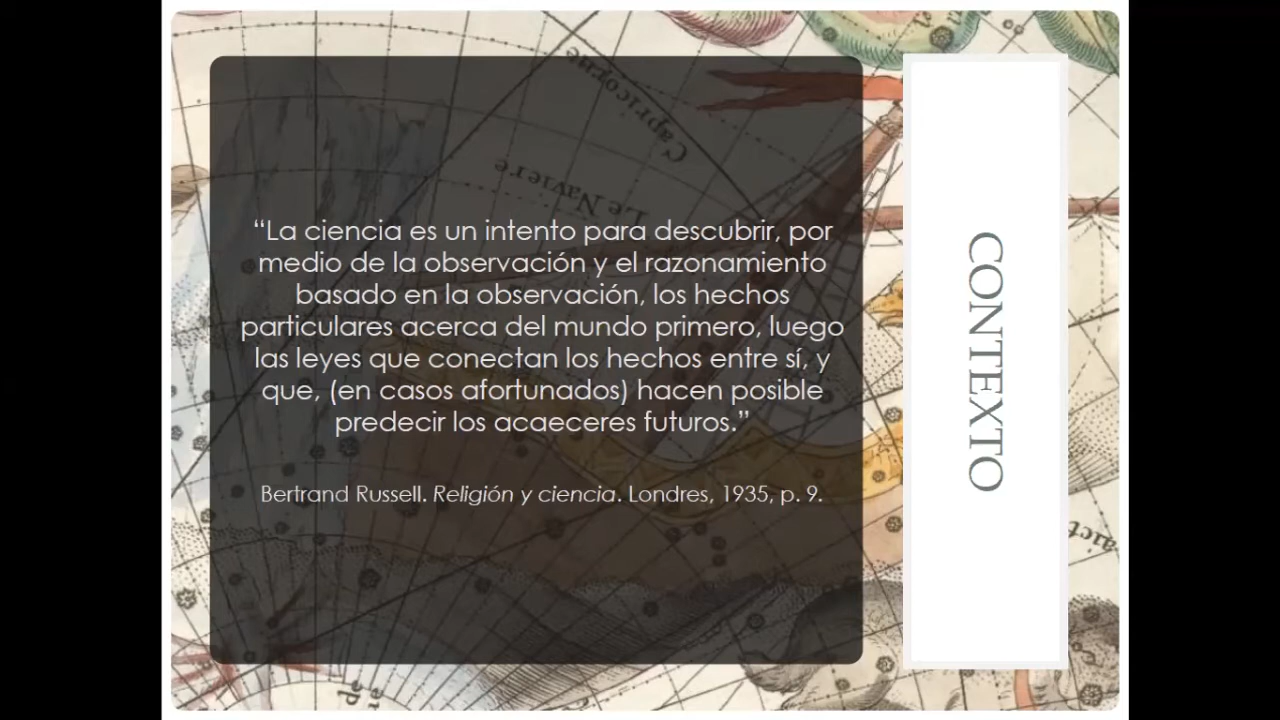 “La ciencia es un intento para descubrir, por
medio de la observación y el razonamiento
basado en la observación, los hechos
particulares acerca del mundo primero, luego
las leyes que conectan los hechos entre sí, y
que, (en casos afortunados) hacen posible
predecir los acaeceres futuros.”
Bertrand Russell. Religión y ciencia. Londres, 1935, p. 9.
CONTEXTO
Capricorne
Le Navire
de